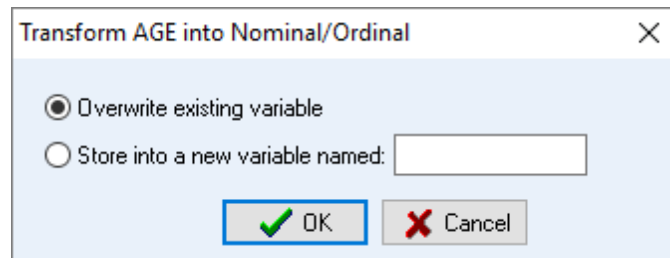 Transform AGE into Nominal/Ordinal
Overwrite existing variable
Store into a new variable named:
OK Cancel